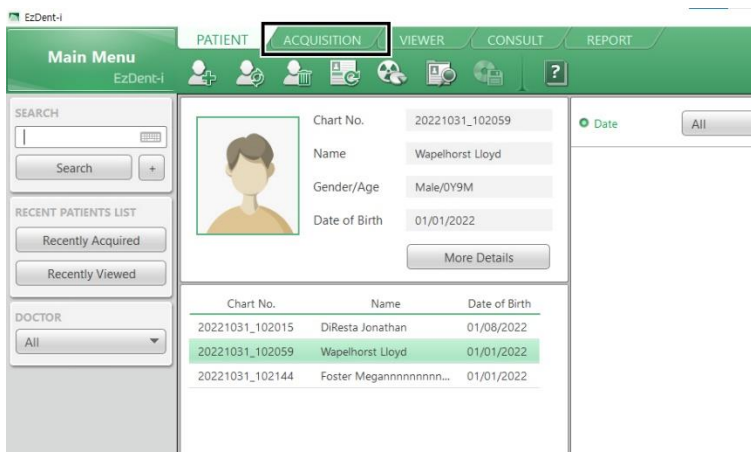 EzDent-i
Main Menu
EzDent-i
PATIENT ACQUISITION VIEWER CONSULT REPORT
?
SEARCH
Search +
RECENT PATIENTS LIST
Recently Acquired
Recently Viewed
DOCTOR
All
Chart No. 20221031_102059
Name Wapelhorst Lloyd
Gender/Age Male/0Y9M
Date of Birth 01/01/2022
More Details
Chart No. Name Date of Birth
20221031_102015 DiResta Jonathan 01/08/2022
20221031_102059 Wapelhorst Lloyd 01/01/2022
20221031_102144 Foster Megannnnnnnnn... 01/01/2022
Date All